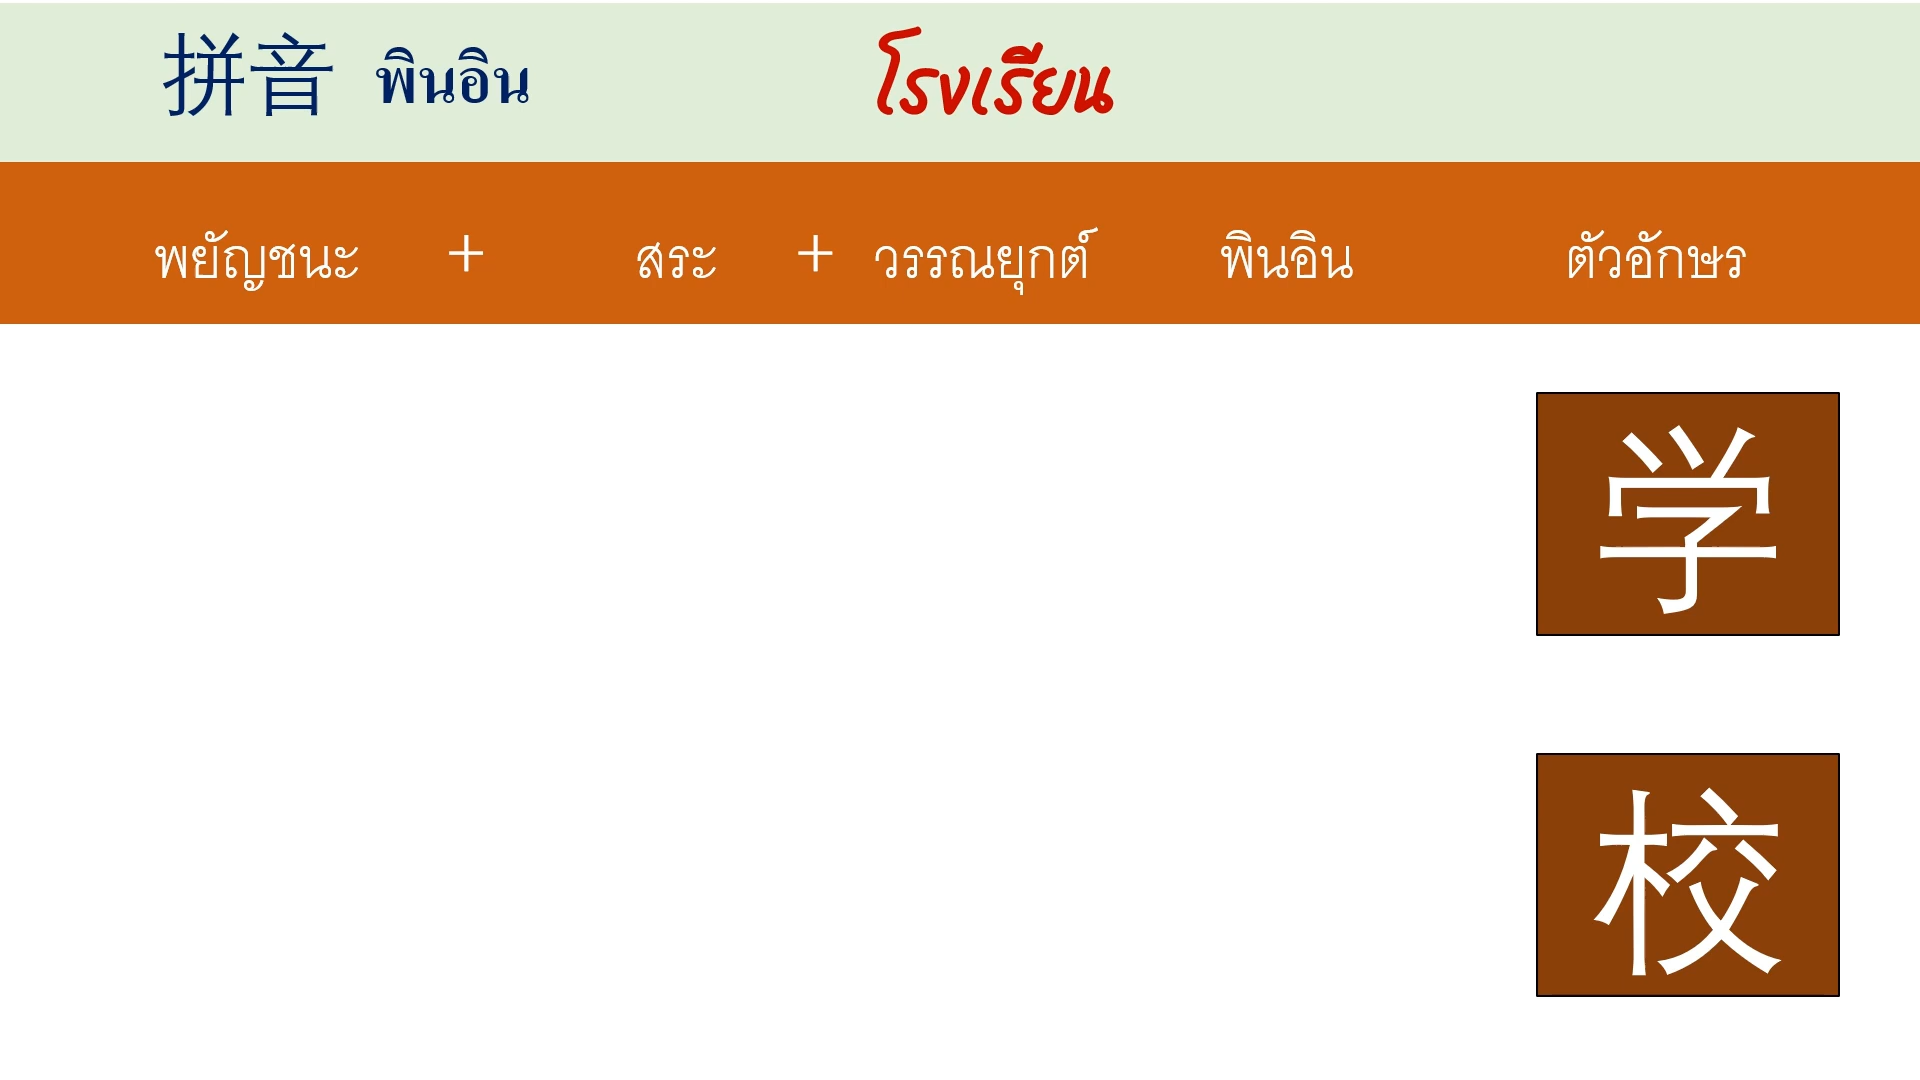 拼音 พินอิน โรงเรียน
พยัญชนะ + สระ + วรรณยุกต์ พินอิน ตัวอักษร
学
校